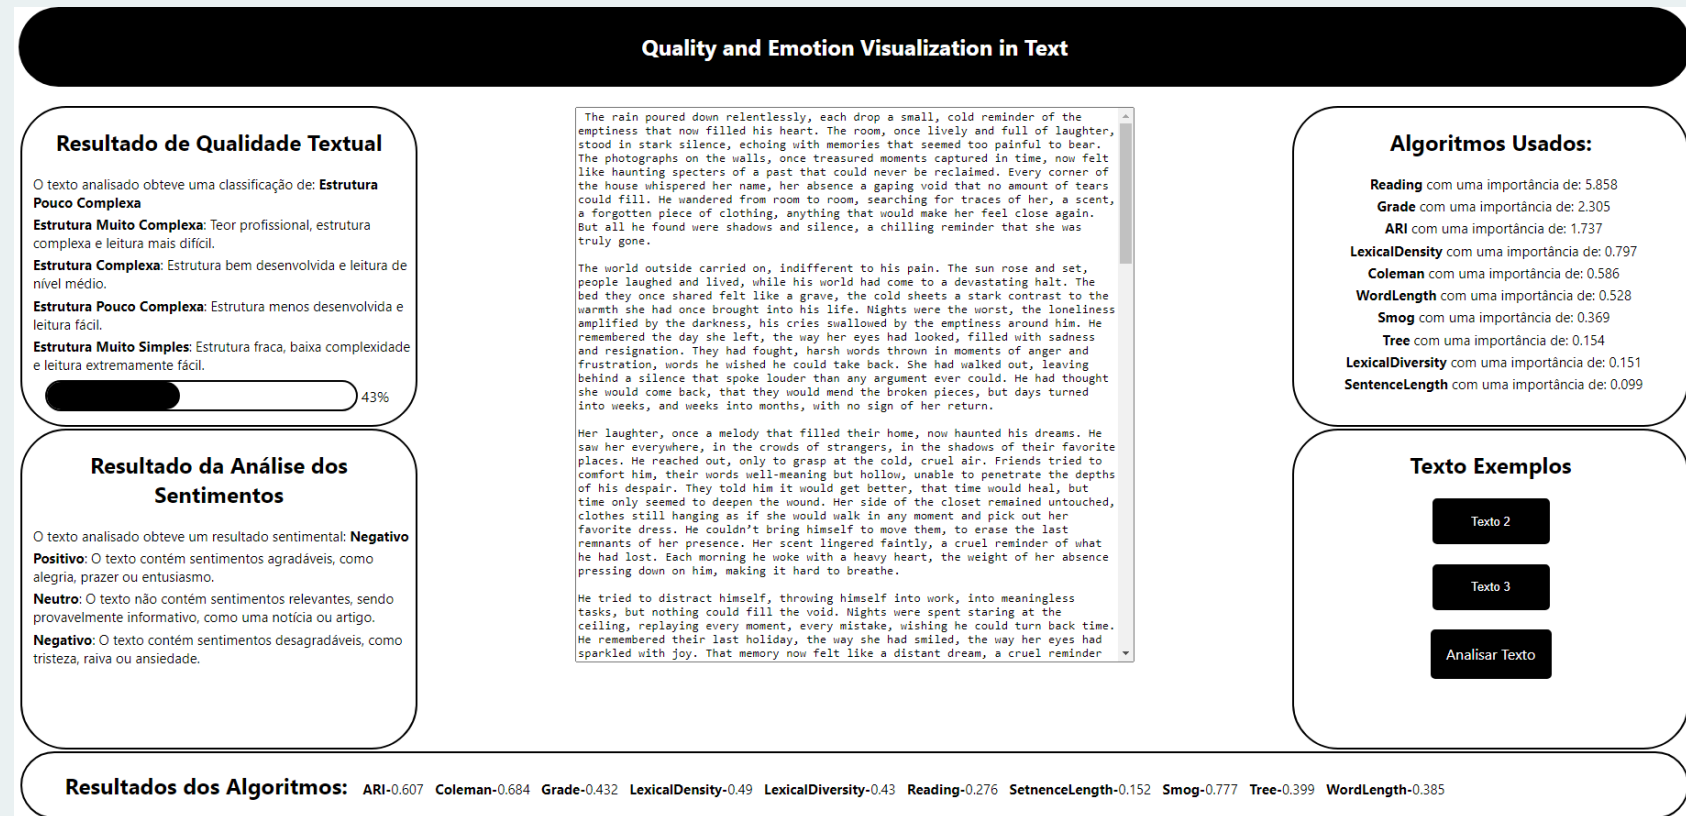 Quality and Emotion Visualization in Text
Resultado de Qualidade Textual
O texto analisado obteve uma classificação de: Estrutura
Pouco Complexa
Estrutura Muito Complexa: Teor profissional, estrutura
complexa e leitura mais difícil.
Estrutura Complexa: Estrutura bem desenvolvida e leitura de
nível médio.
Estrutura Pouco Complexa: Estrutura menos desenvolvida e
leitura fácil.
Estrutura Muito Simples: Estrutura fraca, baixa complexidade
e leitura extremamente fácil.
43%
Resultado da Análise dos
Sentimentos
O texto analisado obteve um resultado sentimental: Negativo
Positivo: O texto contém sentimentos agradáveis, como
alegria, prazer ou entusiasmo.
Neutro: O texto não contém sentimentos relevantes, sendo
provavelmente informativo, como uma notícia ou artigo.
Negativo: O texto contém sentimentos desagradáveis, como
tristeza, raiva ou ansiedade.
The rain poured down relentlessly, each drop a small, cold reminder of the
emptiness that now filled his heart. The room, once lively and full of laughter,
stood in stark silence, echoing with memories that seemed too painful to bear.
The photographs on the walls, once treasured moments captured in time, now felt
like haunting specters of a past that could never be reclaimed. Every corner of
the house whispered her name, her absence a gaping void that no amount of tears
could fill. He wandered from room to room, searching for traces of her, a scent,
a forgotten piece of clothing, anything that would make her feel close again.
But all he found were shadows and silence, a chilling reminder that she was
truly gone.
The world outside carried on, indifferent to his pain. The sun rose and set,
people laughed and lived, while his world had come to a devastating halt. The
bed they once shared felt like a grave, the cold sheets a stark contrast to the
warmth she had once brought into his life. Nights were the worst, the loneliness
amplified by the darkness, his cries swallowed by the emptiness around him. He
remembered the day she left, the way her eyes had looked, filled with sadness
and resignation. They had fought, harsh words thrown in moments of anger and
frustration, words he wished he could take back. She had walked out, leaving
behind a silence that spoke louder than any argument ever could. He had thought
she would come back, that they would mend the broken pieces, but days turned
into weeks, and weeks into months, with no sign of her return.
Her laughter, once a melody that filled their home, now haunted his dreams. He
saw her everywhere, in the crowds of strangers, in the shadows of their favorite
places. He reached out, only to grasp at the cold, cruel air. Friends tried to
comfort him, their words well-meaning but hollow, unable to penetrate the depths
of his despair. They told him it would get better, that time would heal, but
time only seemed to deepen the wound. Her side of the closet remained untouched,
clothes still hanging as if she would walk in any moment and pick out her
favorite dress. He couldn’t bring himself to move them, to erase the last
remnants of her presence. Her scent lingered faintly, a cruel reminder of what
he had lost. Each morning he woke with a heavy heart, the weight of her absence
pressing down on him, making it hard to breathe.
He tried to distract himself, throwing himself into work, into meaningless
tasks, but nothing could fill the void. Nights were spent staring at the
ceiling, replaying every moment, every mistake, wishing he could turn back time.
He remembered their last holiday, the way she had smiled, the way her eyes had
sparkled with joy. That memory now felt like a distant dream, a cruel reminder
Algoritmos Usados:
Reading com uma importância de: 5.858
Grade com uma importância de: 2.305
ARI com uma importância de: 1.737
LexicalDensity com uma importância de: 0.797
Coleman com uma importância de: 0.586
WordLength com uma importância de: 0.528
Smog com uma importância de: 0.369
Tree com uma importância de: 0.154
LexicalDiversity com uma importância de: 0.151
SentenceLength com uma importância de: 0.099
Texto Exemplos
Texto 2
Texto 3
Analisar Texto
Resultados dos Algoritmos: ARI-0.607 Coleman-0.684 Grade-0.432 LexicalDensity-0.49 LexicalDiversity-0.43 Reading-0.276 SetnenceLength-0.152 Smog-0.777 Tree-0.399 WordLength-0.385